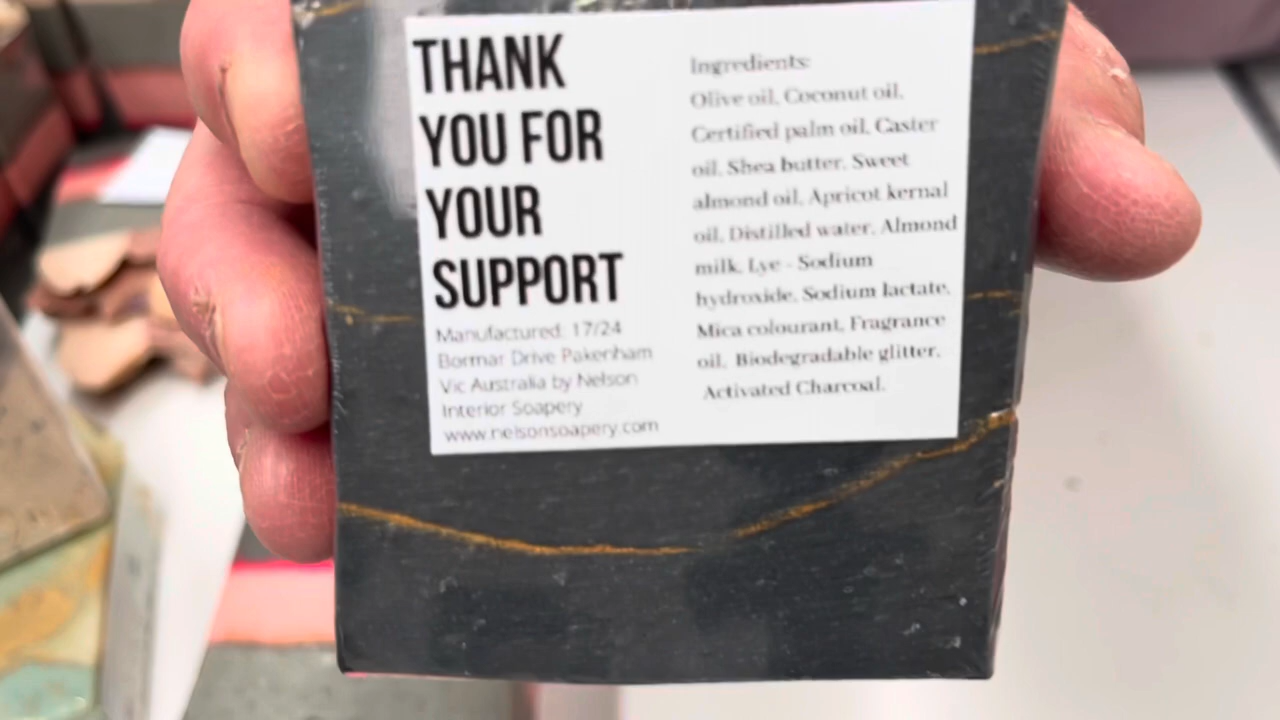 THANK
YOU FOR
YOUR
SUPPORT
Manufactured: 17/24
Bormar Drive Pakenham
Vic Australia by Nelson
Interior Soapery
www.nelsonsoapery.com
Ingredients:
Olive oil, Coconut oil,
Certified palm oil, Caster
oil, Shea butter, Sweet
almond oil, Apricot kernal
oil, Distilled water, Almond
milk, Lye - Sodium
hydroxide, Sodium lactate,
Mica colourant, Fragrance
oil, Biodegradable glitter,
Activated Charcoal.